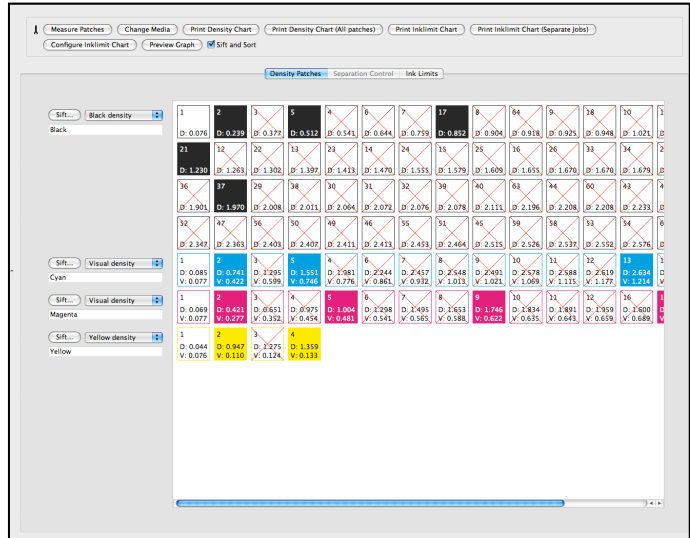 Measure Patches Change Media Print Density Chart Print Density Chart (All patches) Print Inklimit Chart Print Inklimit Chart (Separate Jobs)
Configure Inklimit Chart Preview Graph Sift and Sort
Density Patches Separation Control Ink Limits
Sift... Black density
Black
1 2 3 5 4 6 7 17 8 64 9 18 10
D: 0.076 D: 0.239 D: 0.377 D: 0.512 D: 0.541 D: 0.644 D: 0.759 D: 0.852 D: 0.904 D: 0.918 D: 0.925 D: 0.948 D: 1.021
21 12 22 13 23 14 24 15 25 16 26 33 34
D: 1.230 D: 1.263 D: 1.302 D: 1.397 D: 1.413 D: 1.470 D: 1.555 D: 1.579 D: 1.609 D: 1.655 D: 1.670 D: 1.670 D: 1.679
36 37 29 38 30 31 32 39 40 63 44 60 43
D: 1.901 D: 1.970 D: 2.008 D: 2.011 D: 2.064 D: 2.072 D: 2.076 D: 2.078 D: 2.111 D: 2.196 D: 2.208 D: 2.208 D: 2.233
52 47 56 50 49 46 55 51 45 59 53 54
D: 2.347 D: 2.363 D: 2.403 D: 2.407 D: 2.411 D: 2.413 D: 2.453 D: 2.464 D: 2.515 D: 2.526 D: 2.537 D: 2.552 D: 2.576
Sift... Visual density
Cyan
1 2 3 5 4 6 7 8 9 10 11 12 13
D: 0.085 D: 0.741 D: 1.295 D: 1.551 D: 1.981 D: 2.244 D: 2.457 D: 2.548 D: 2.491 D: 2.578 D: 2.588 D: 2.619 D: 2.634
V: 0.077 V: 0.422 V: 0.599 V: 0.746 V: 0.776 V: 0.861 V: 0.932 V: 1.013 V: 1.021 V: 1.069 V: 1.115 V: 1.177 V: 1.214
Sift... Visual density
Magenta
1 2 3 4 5 6 7 8 9 10 11 12 16
D: 0.069 D: 0.421 D: 0.651 D: 0.975 D: 1.004 D: 1.298 D: 1.495 D: 1.653 D: 1.746 D: 1.834 D: 1.891 D: 1.959 D: 1.600
V: 0.077 V: 0.277 V: 0.352 V: 0.454 V: 0.481 V: 0.541 V: 0.565 V: 0.588 V: 0.622 V: 0.635 V: 0.643 V: 0.659 V: 0.689
Sift... Yellow density
Yellow
1 2 3 4
D: 0.044 D: 0.947 D: 1.275 D: 1.359
V: 0.076 V: 0.110 V: 0.124 V: 0.133